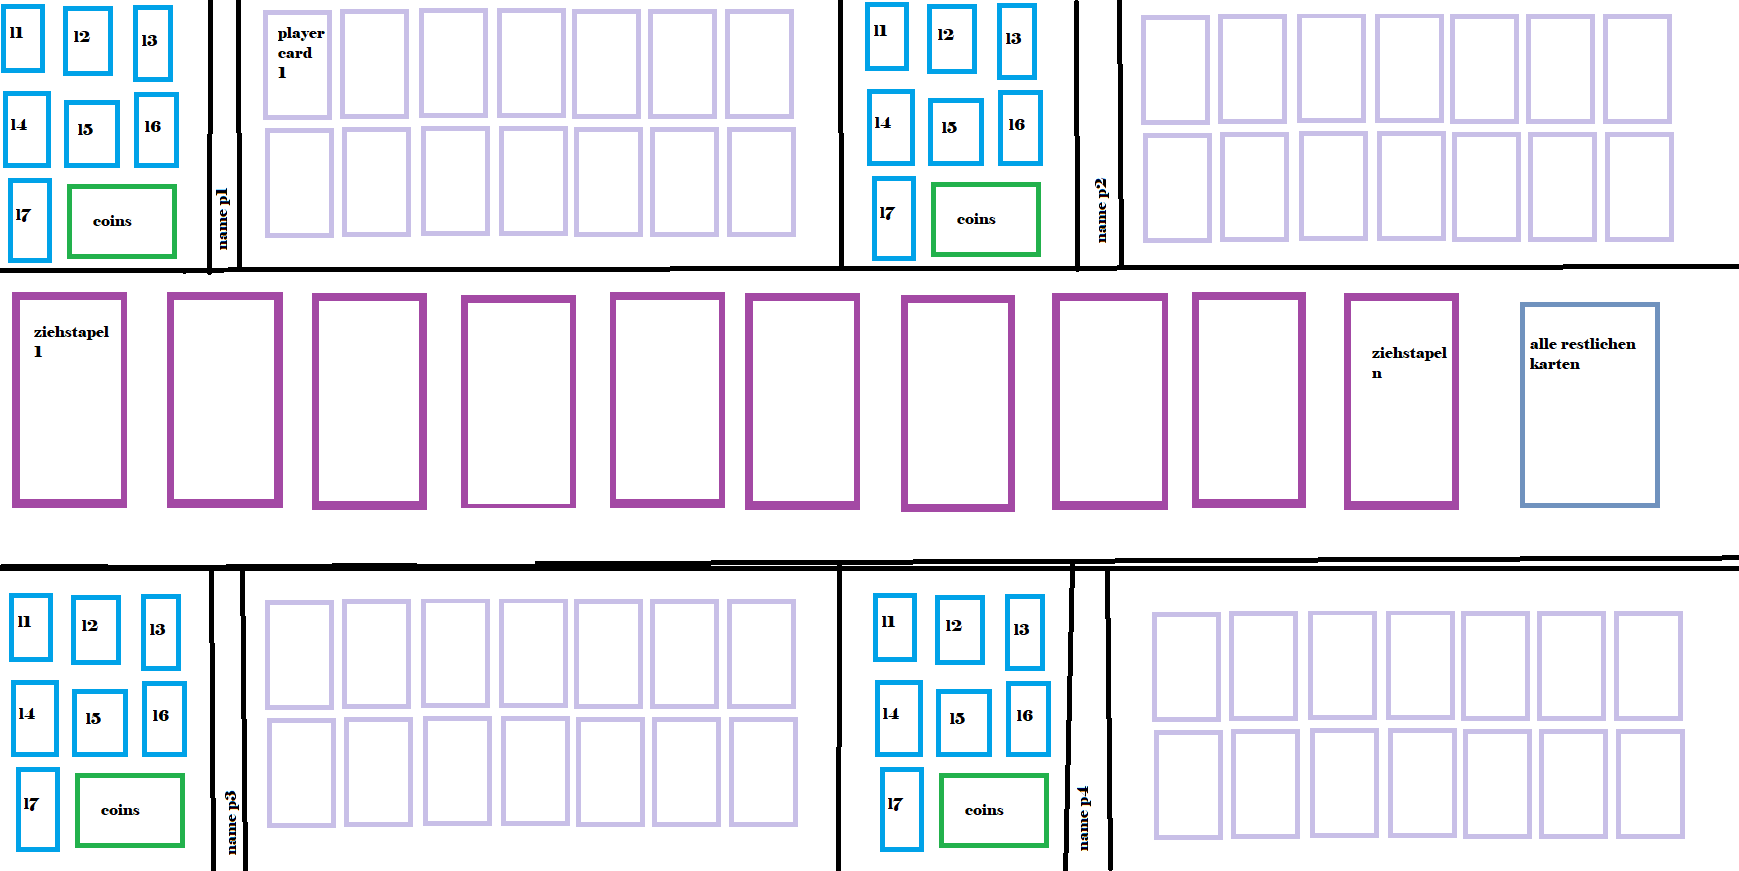 l1
l2
l3
l4
l5
l6
l7
coins
name p1
player
card
1
l1
l2
l3
l4
l5
l6
l7
coins
name p2
ziehstapel
1
ziehstapel
n
alle restlichen
karten
l1
l2
l3
l4
l5
l6
l7
coins
name p3
l1
l2
l3
l4
l5
l6
l7
coins
name p4